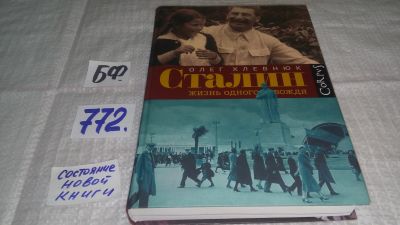 БФ.
772.
СОСТОЯНИЕ
НОВОЙ
КНИГИ
ОЛЕГ ХЛЕВНЮК
Сталин
ЖИЗНЬ ОДНОГО ВОЖДЯ
CORPUS